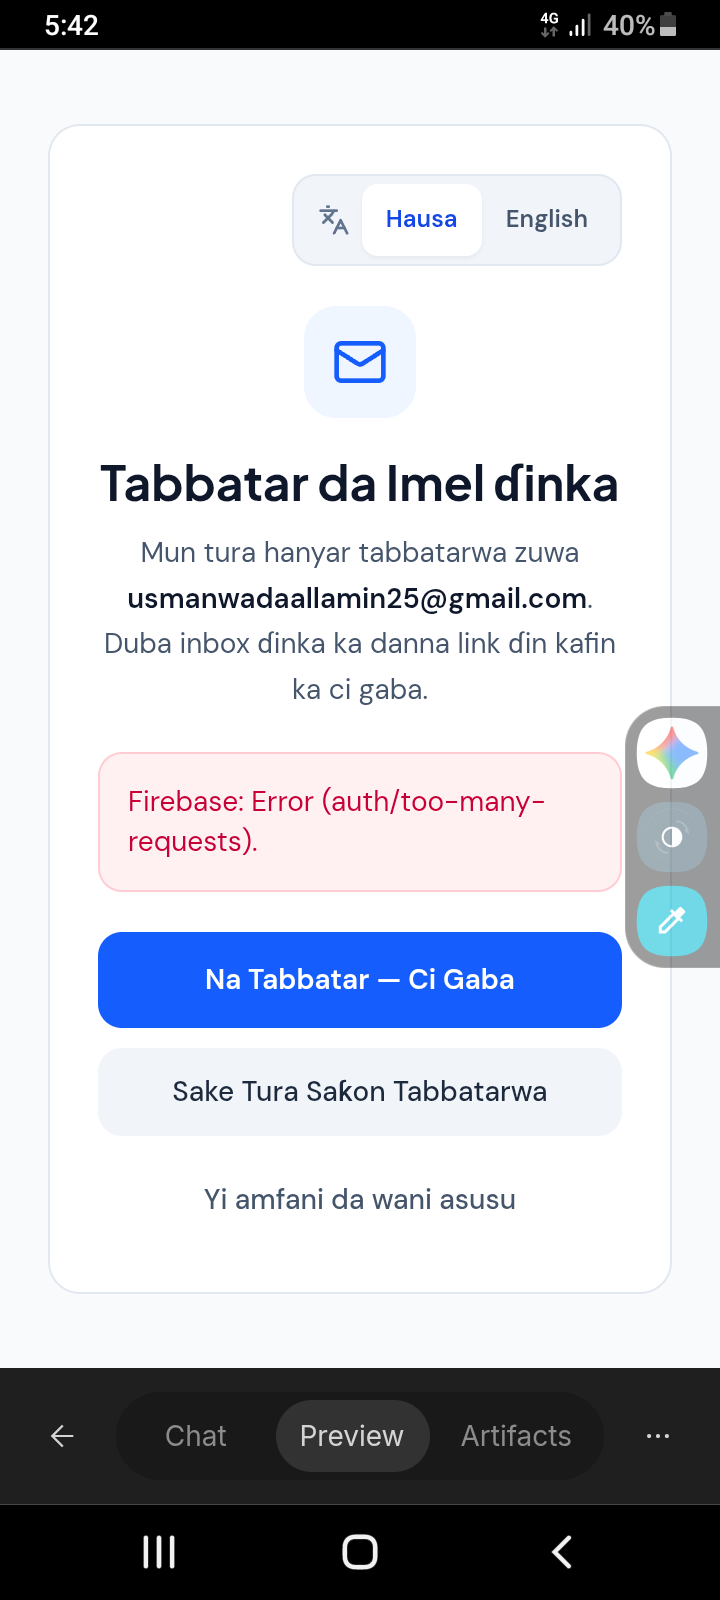 5:42
4G
40%
Hausa
English
Tabbatar da Imel ɗinka
Mun tura hanyar tabbatarwa zuwa
usmanwadaallamin25@gmail.com.
Duba inbox ɗinka ka danna link ɗin kafin
ka ci gaba.
Firebase: Error (auth/too-many-
requests).
Na Tabbatar — Ci Gaba
Sake Tura Saƙon Tabbatarwa
Yi amfani da wani asusu
Chat
Preview
Artifacts